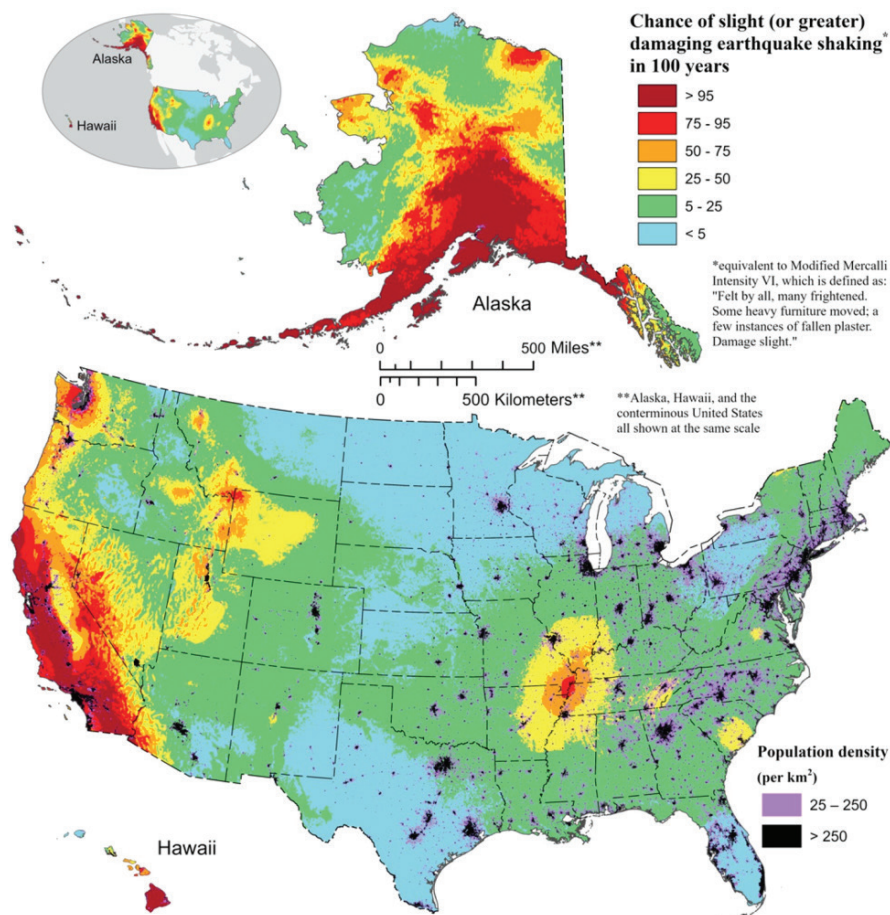 Chance of slight (or greater)
damaging earthquake shaking*
in 100 years
> 95
75 - 95
50 - 75
25 - 50
5 - 25
< 5
Alaska
Hawaii
*equivalent to Modified Mercalli
Intensity VI, which is defined as:
"Felt by all, many frightened.
Some heavy furniture moved; a
few instances of fallen plaster.
Damage slight."
Alaska
0 500 Miles**
0 500 Kilometers**
**Alaska, Hawaii, and the
conterminous United States
all shown at the same scale
Population density
(per km²)
25 – 250
> 250
Hawaii